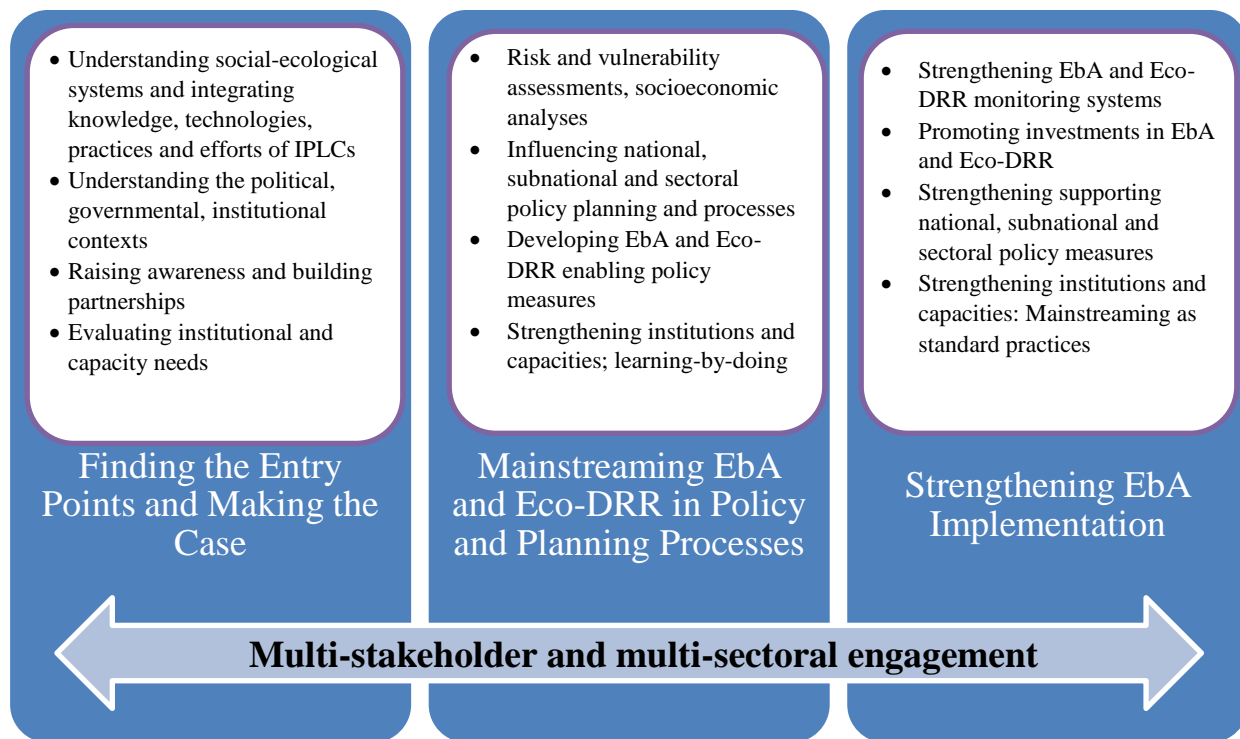 • Understanding social-ecological
systems and integrating
knowledge, technologies,
practices and efforts of IPLCs
• Understanding the political,
governmental, institutional
contexts
• Raising awareness and building
partnerships
• Evaluating institutional and
capacity needs
Finding the Entry
Points and Making the
Case
• Risk and vulnerability
assessments, socioeconomic
analyses
• Influencing national,
subnational and sectoral
policy planning and processes
• Developing EbA and Eco-
DRR enabling policy
measures
• Strengthening institutions and
capacities; learning-by-doing
Mainstreaming EbA
and Eco-DRR in Policy
and Planning Processes
• Strengthening EbA and Eco-
DRR monitoring systems
• Promoting investments in EbA
and Eco-DRR
• Strengthening supporting
national, subnational and
sectoral policy measures
• Strengthening institutions and
capacities: Mainstreaming as
standard practices
Strengthening EbA
Implementation
Multi-stakeholder and multi-sectoral engagement